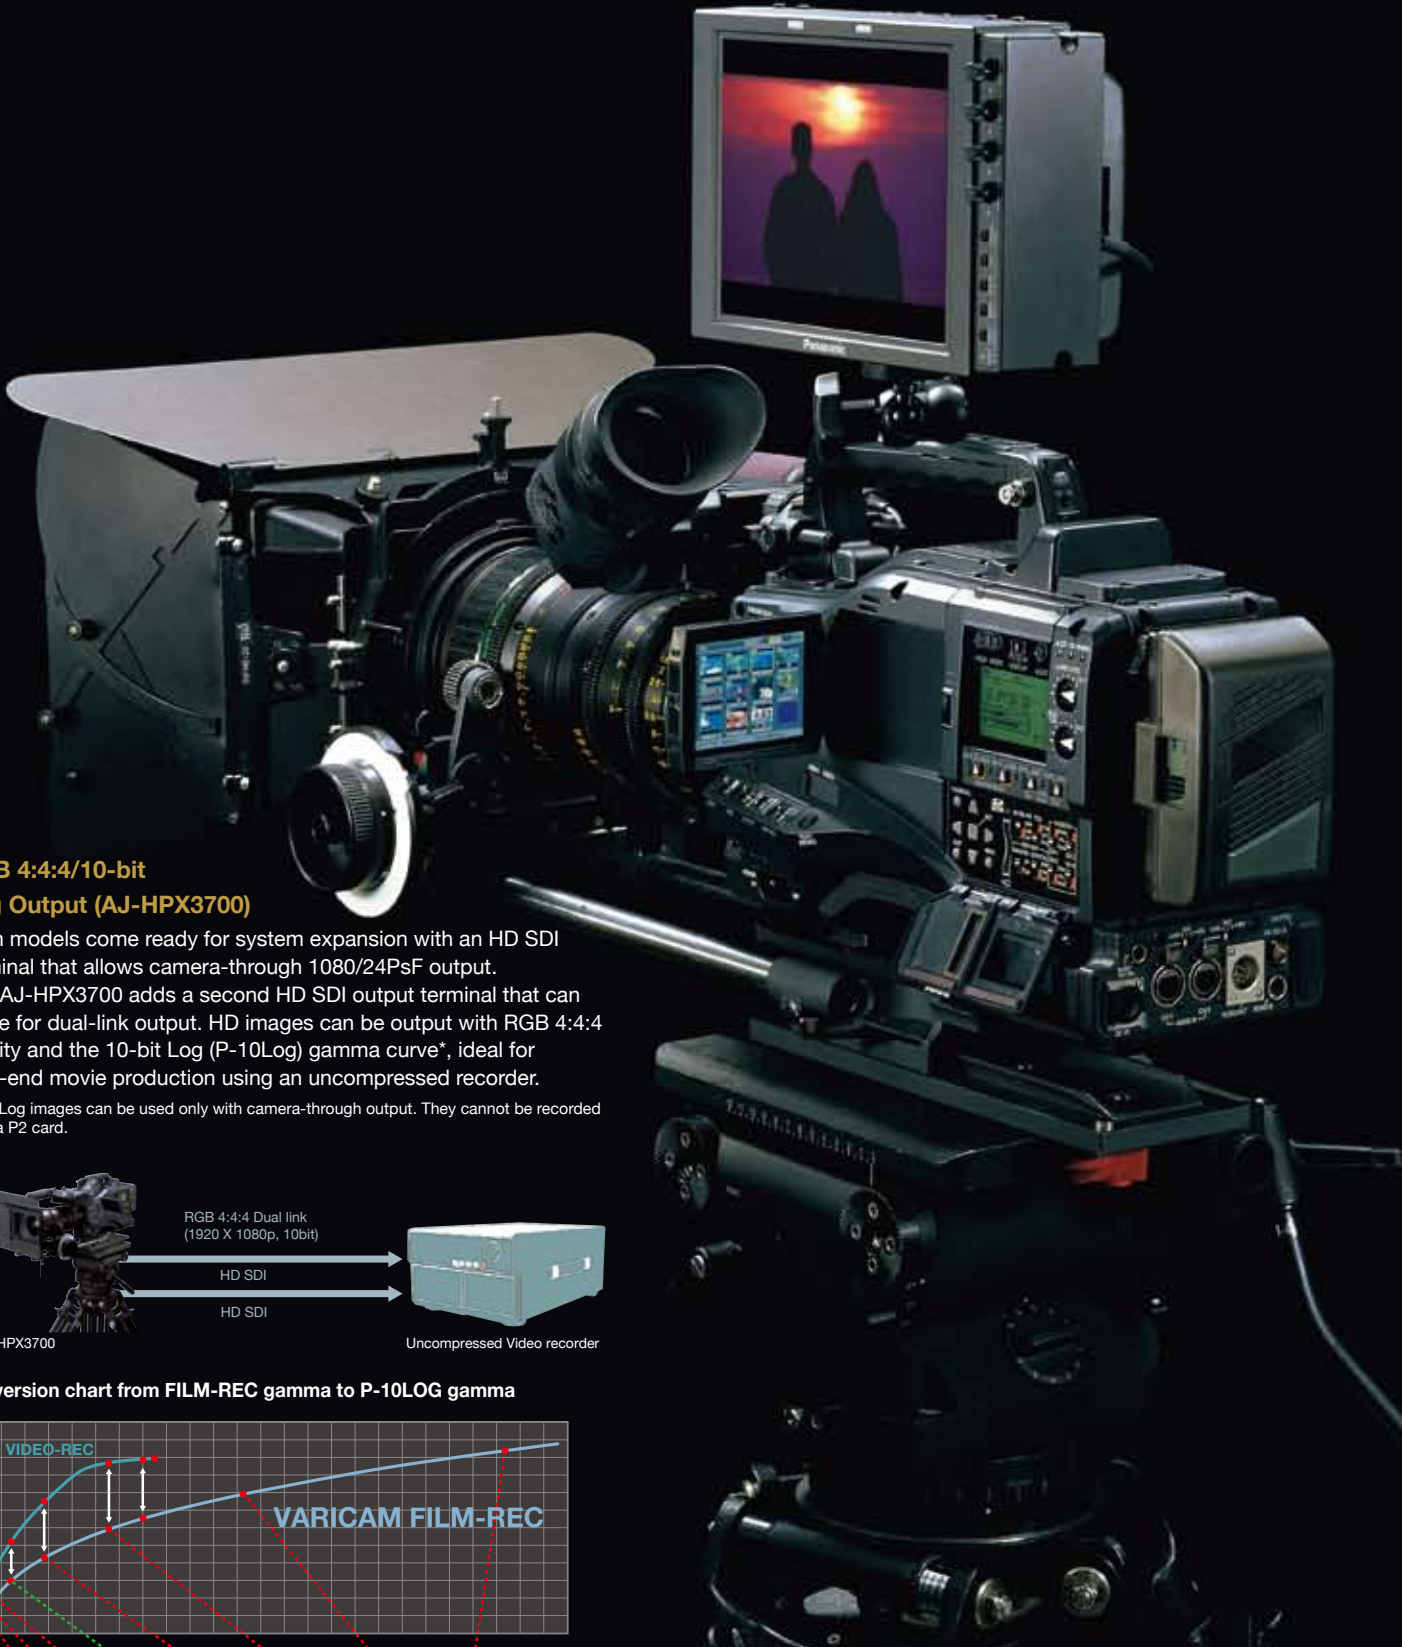 B 4:4:4/10-bit
g Output (AJ-HPX3700)
h models come ready for system expansion with an HD SDI
minal that allows camera-through 1080/24PsF output.
AJ-HPX3700 adds a second HD SDI output terminal that can
e for dual-link output. HD images can be output with RGB 4:4:4
ity and the 10-bit Log (P-10Log) gamma curve*, ideal for
-end movie production using an uncompressed recorder.
Log images can be used only with camera-through output. They cannot be recorded
a P2 card.
RGB 4:4:4 Dual link
(1920 X 1080p, 10bit)
HD SDI
HD SDI
HPX3700
Uncompressed Video recorder
version chart from FILM-REC gamma to P-10LOG gamma
VIDEO-REC
VARICAM FILM-REC
Panasonic